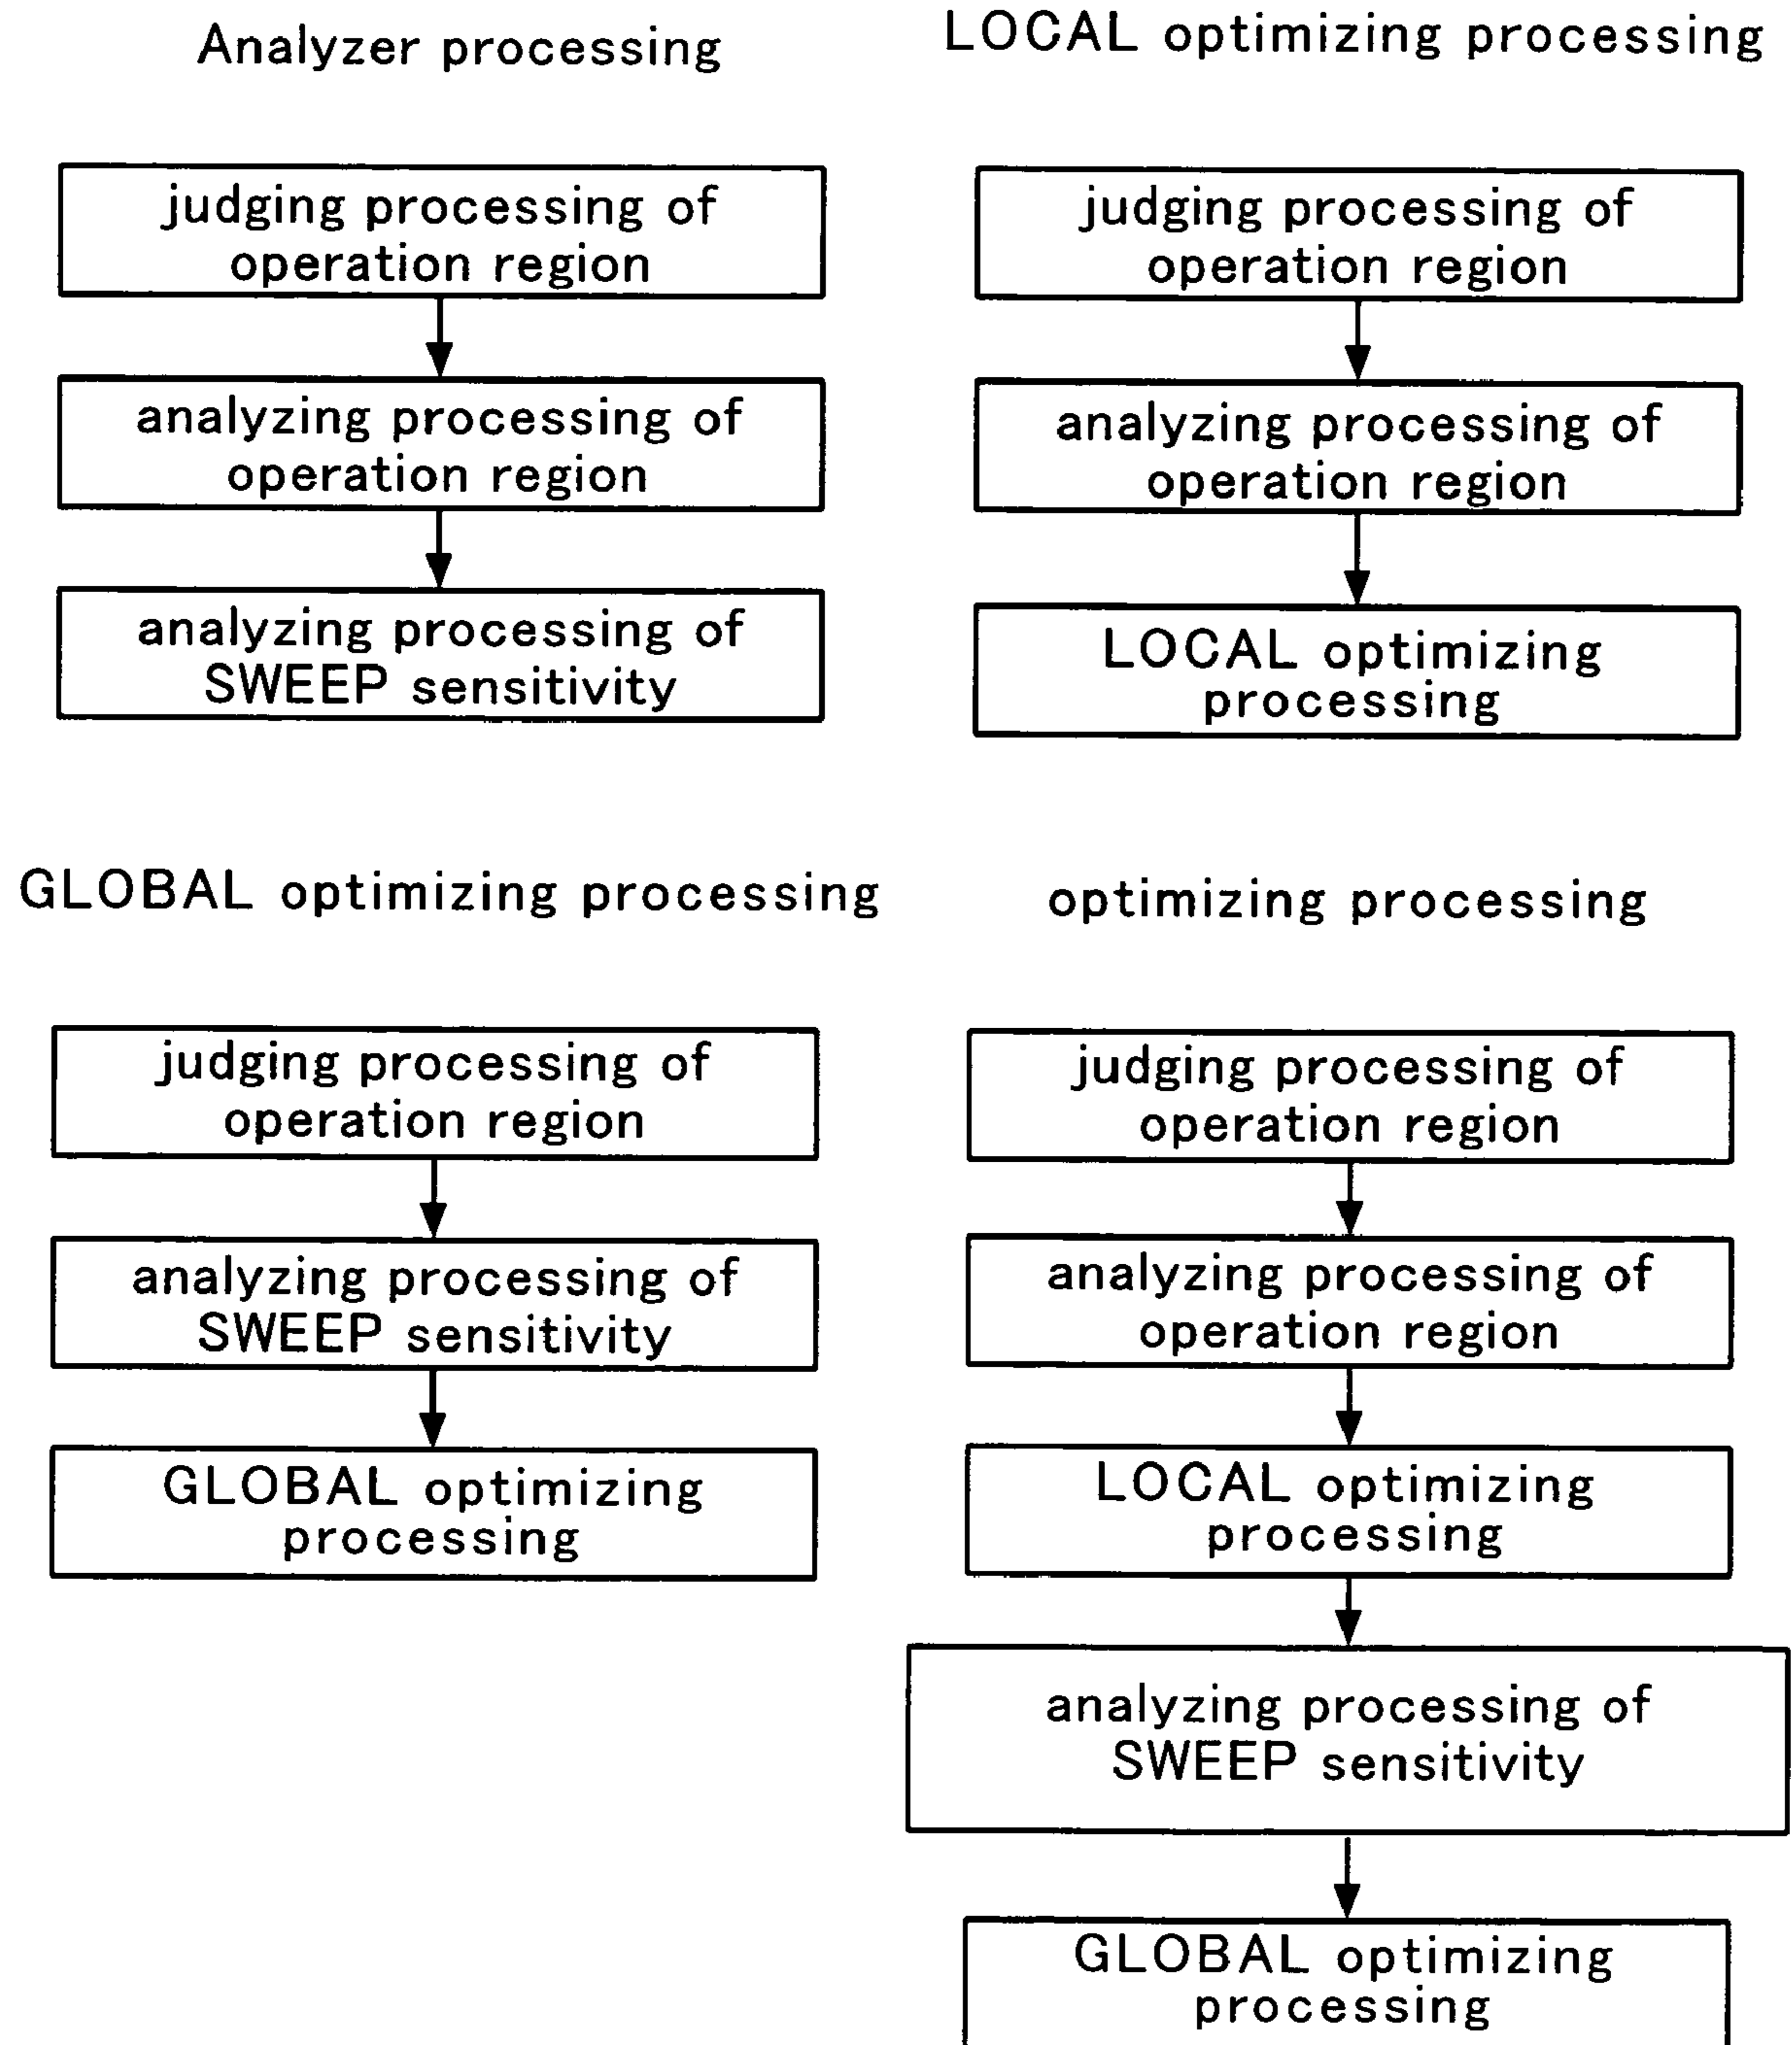 Analyzer processing
judging processing of
operation region
analyzing processing of
operation region
analyzing processing of
SWEEP sensitivity
LOCAL optimizing processing
judging processing of
operation region
analyzing processing of
operation region
LOCAL optimizing
processing
GLOBAL optimizing processing
judging processing of
operation region
analyzing processing of
SWEEP sensitivity
GLOBAL optimizing
processing
optimizing processing
judging processing of
operation region
analyzing processing of
operation region
LOCAL optimizing
processing
analyzing processing of
SWEEP sensitivity
GLOBAL optimizing
processing